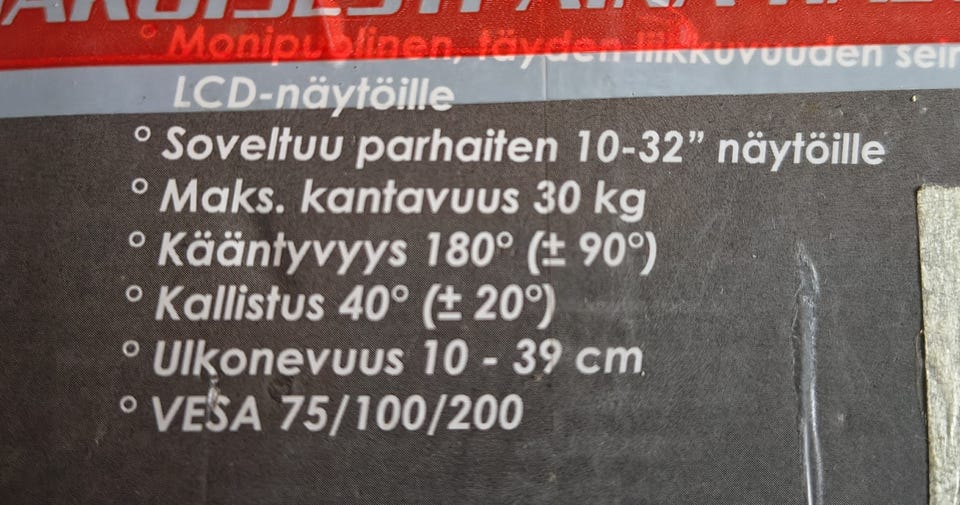 ° Monipuolinen, täyden liikkuvuuden sein
LCD-näytöille
° Soveltuu parhaiten 10-32” näytöille
° Maks. kantavuus 30 kg
° Kääntyvyys 180° (± 90°)
° Kallistus 40° (± 20°)
° Ulkonevuus 10 - 39 cm
° VESA 75/100/200